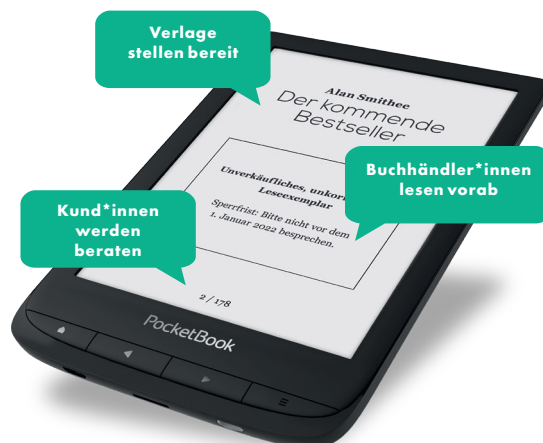 Verlage
stellen bereit
Alan Smithee
Der kommende
Bestseller
Buchhändler*innen
lesen vorab
Unverkäufliches,
Leseexemplar
Sperrfrist: Bitte nicht vor dem
1. Januar 2022 besprechen.
Kund*innen
werden
beraten
2 / 178
PocketBook